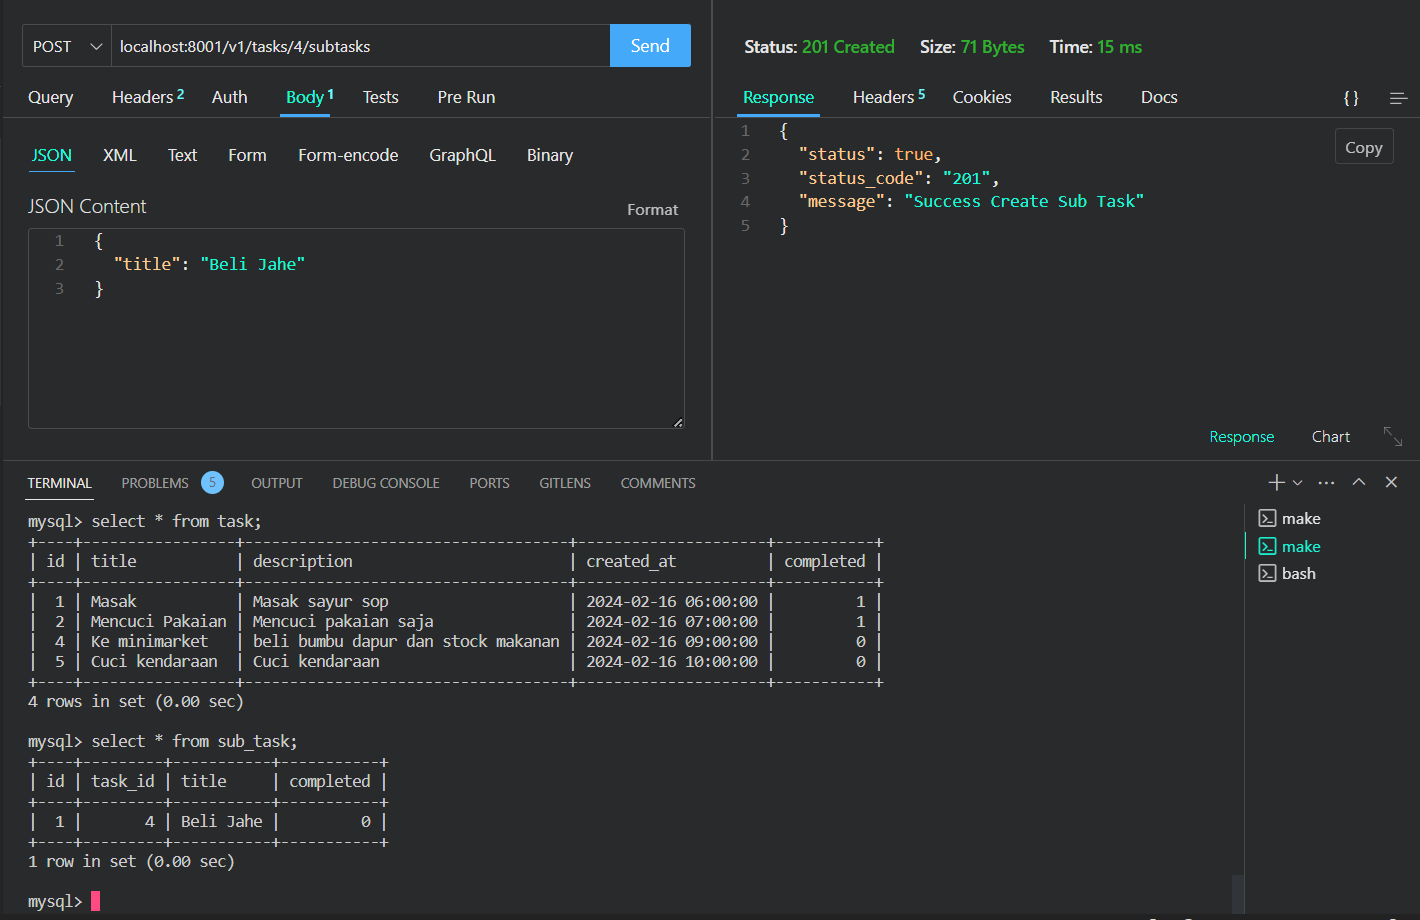 POST localhost:8001/v1/tasks/4/subtasks Send
Query Headers 2 Auth Body 1 Tests Pre Run
JSON XML Text Form Form-encode GraphQL Binary
JSON Content Format
1 {
2 "title": "Beli Jahe"
3 }
Status: 201 Created Size: 71 Bytes Time: 15 ms
Response Headers 5 Cookies Results Docs { }
Copy
1 {
2 "status": true,
3 "status_code": "201",
4 "message": "Success Create Sub Task"
5 }
Response Chart
TERMINAL PROBLEMS 5 OUTPUT DEBUG CONSOLE PORTS GITLENS COMMENTS
mysql> select * from task;
+----+-----------------+------------------------------------+---------------------+-----------+
| id | title | description | created_at | completed |
+----+-----------------+------------------------------------+---------------------+-----------+
| 1 | Masak | Masak sayur sop | 2024-02-16 06:00:00 | 1 |
| 2 | Mencuci Pakaian | Mencuci pakaian saja | 2024-02-16 07:00:00 | 1 |
| 4 | Ke minimarket | beli bumbu dapur dan stock makanan | 2024-02-16 09:00:00 | 0 |
| 5 | Cuci kendaraan | Cuci kendaraan | 2024-02-16 10:00:00 | 0 |
+----+-----------------+------------------------------------+---------------------+-----------+
4 rows in set (0.00 sec)
mysql> select * from sub_task;
+----+---------+-----------+-----------+
| id | task_id | title | completed |
+----+---------+-----------+-----------+
| 1 | 4 | Beli Jahe | 0 |
+----+---------+-----------+-----------+
1 row in set (0.00 sec)
mysql>
make
make
bash